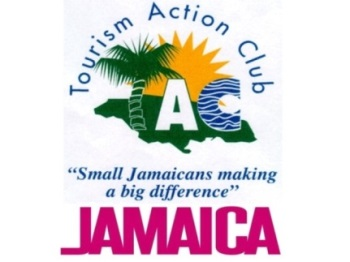 Tourism Action Club
TAC
“Small Jamaicans making
a big difference”
JAMAICA